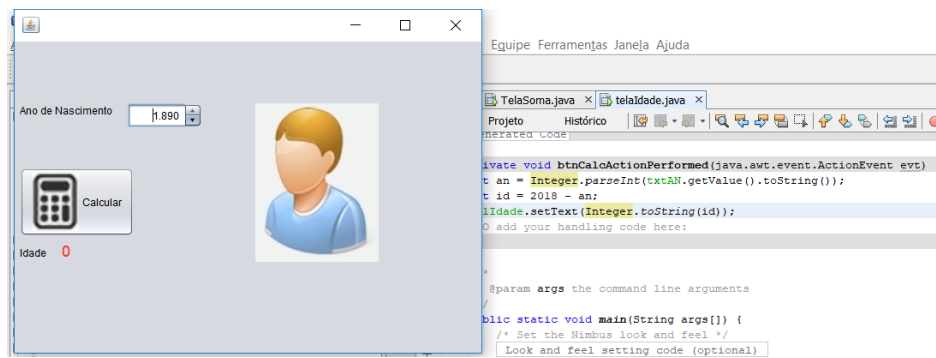 Equipe Ferramentas Janela Ajuda
TelaSoma.java × telaIdade.java ×
Projeto Histórico
enerated Code
ivate void btnCalcActionPerformed(java.awt.event.ActionEvent evt)
t an = Integer.parseInt(txtAN.getValue().toString());
t id = 2018 - an;
lIdade.setText(Integer.toString(id));
O add your handling code here:
*
@param args the command line arguments
/
blic static void main(String args[]) {
/* Set the Nimbus look and feel */
Look and feel setting code (optional)
Ano de Nascimento 1.890
Calcular
Idade 0